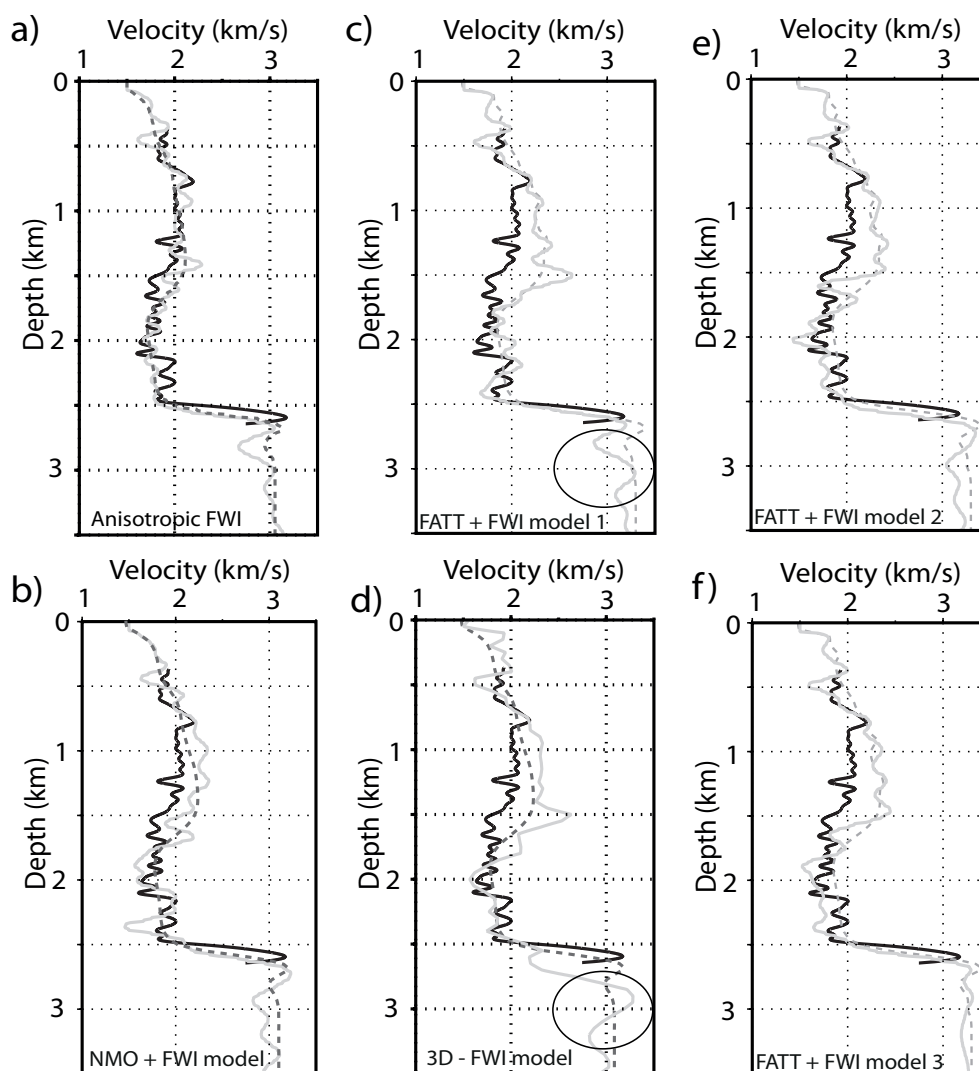 a)
Velocity (km/s)
1 2 3
0
1
2
3
Depth (km)
Anisotropic FWI
c)
Velocity (km/s)
1 2 3
0
1
2
3
Depth (km)
FATT + FWI model 1
e)
Velocity (km/s)
1 2 3
0
1
2
3
Depth (km)
FATT + FWI model 2
b)
Velocity (km/s)
1 2 3
0
1
2
3
Depth (km)
NMO + FWI model
d)
Velocity (km/s)
1 2 3
0
1
2
3
Depth (km)
3D - FWI model
f)
Velocity (km/s)
1 2 3
0
1
2
3
Depth (km)
FATT + FWI model 3